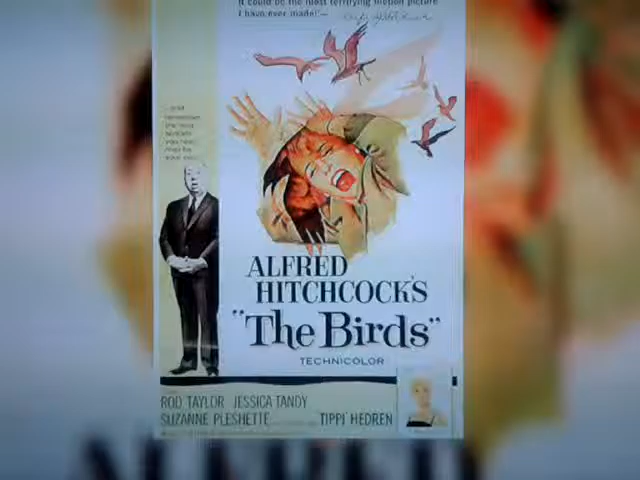 "It could be the most terrifying motion picture
I have ever made!"—
ALFRED
HITCHCOCK'S
"The Birds"
TECHNICOLOR
ROD TAYLOR JESSICA TANDY
SUZANNE PLESHETTE
'TIPPI' HEDREN